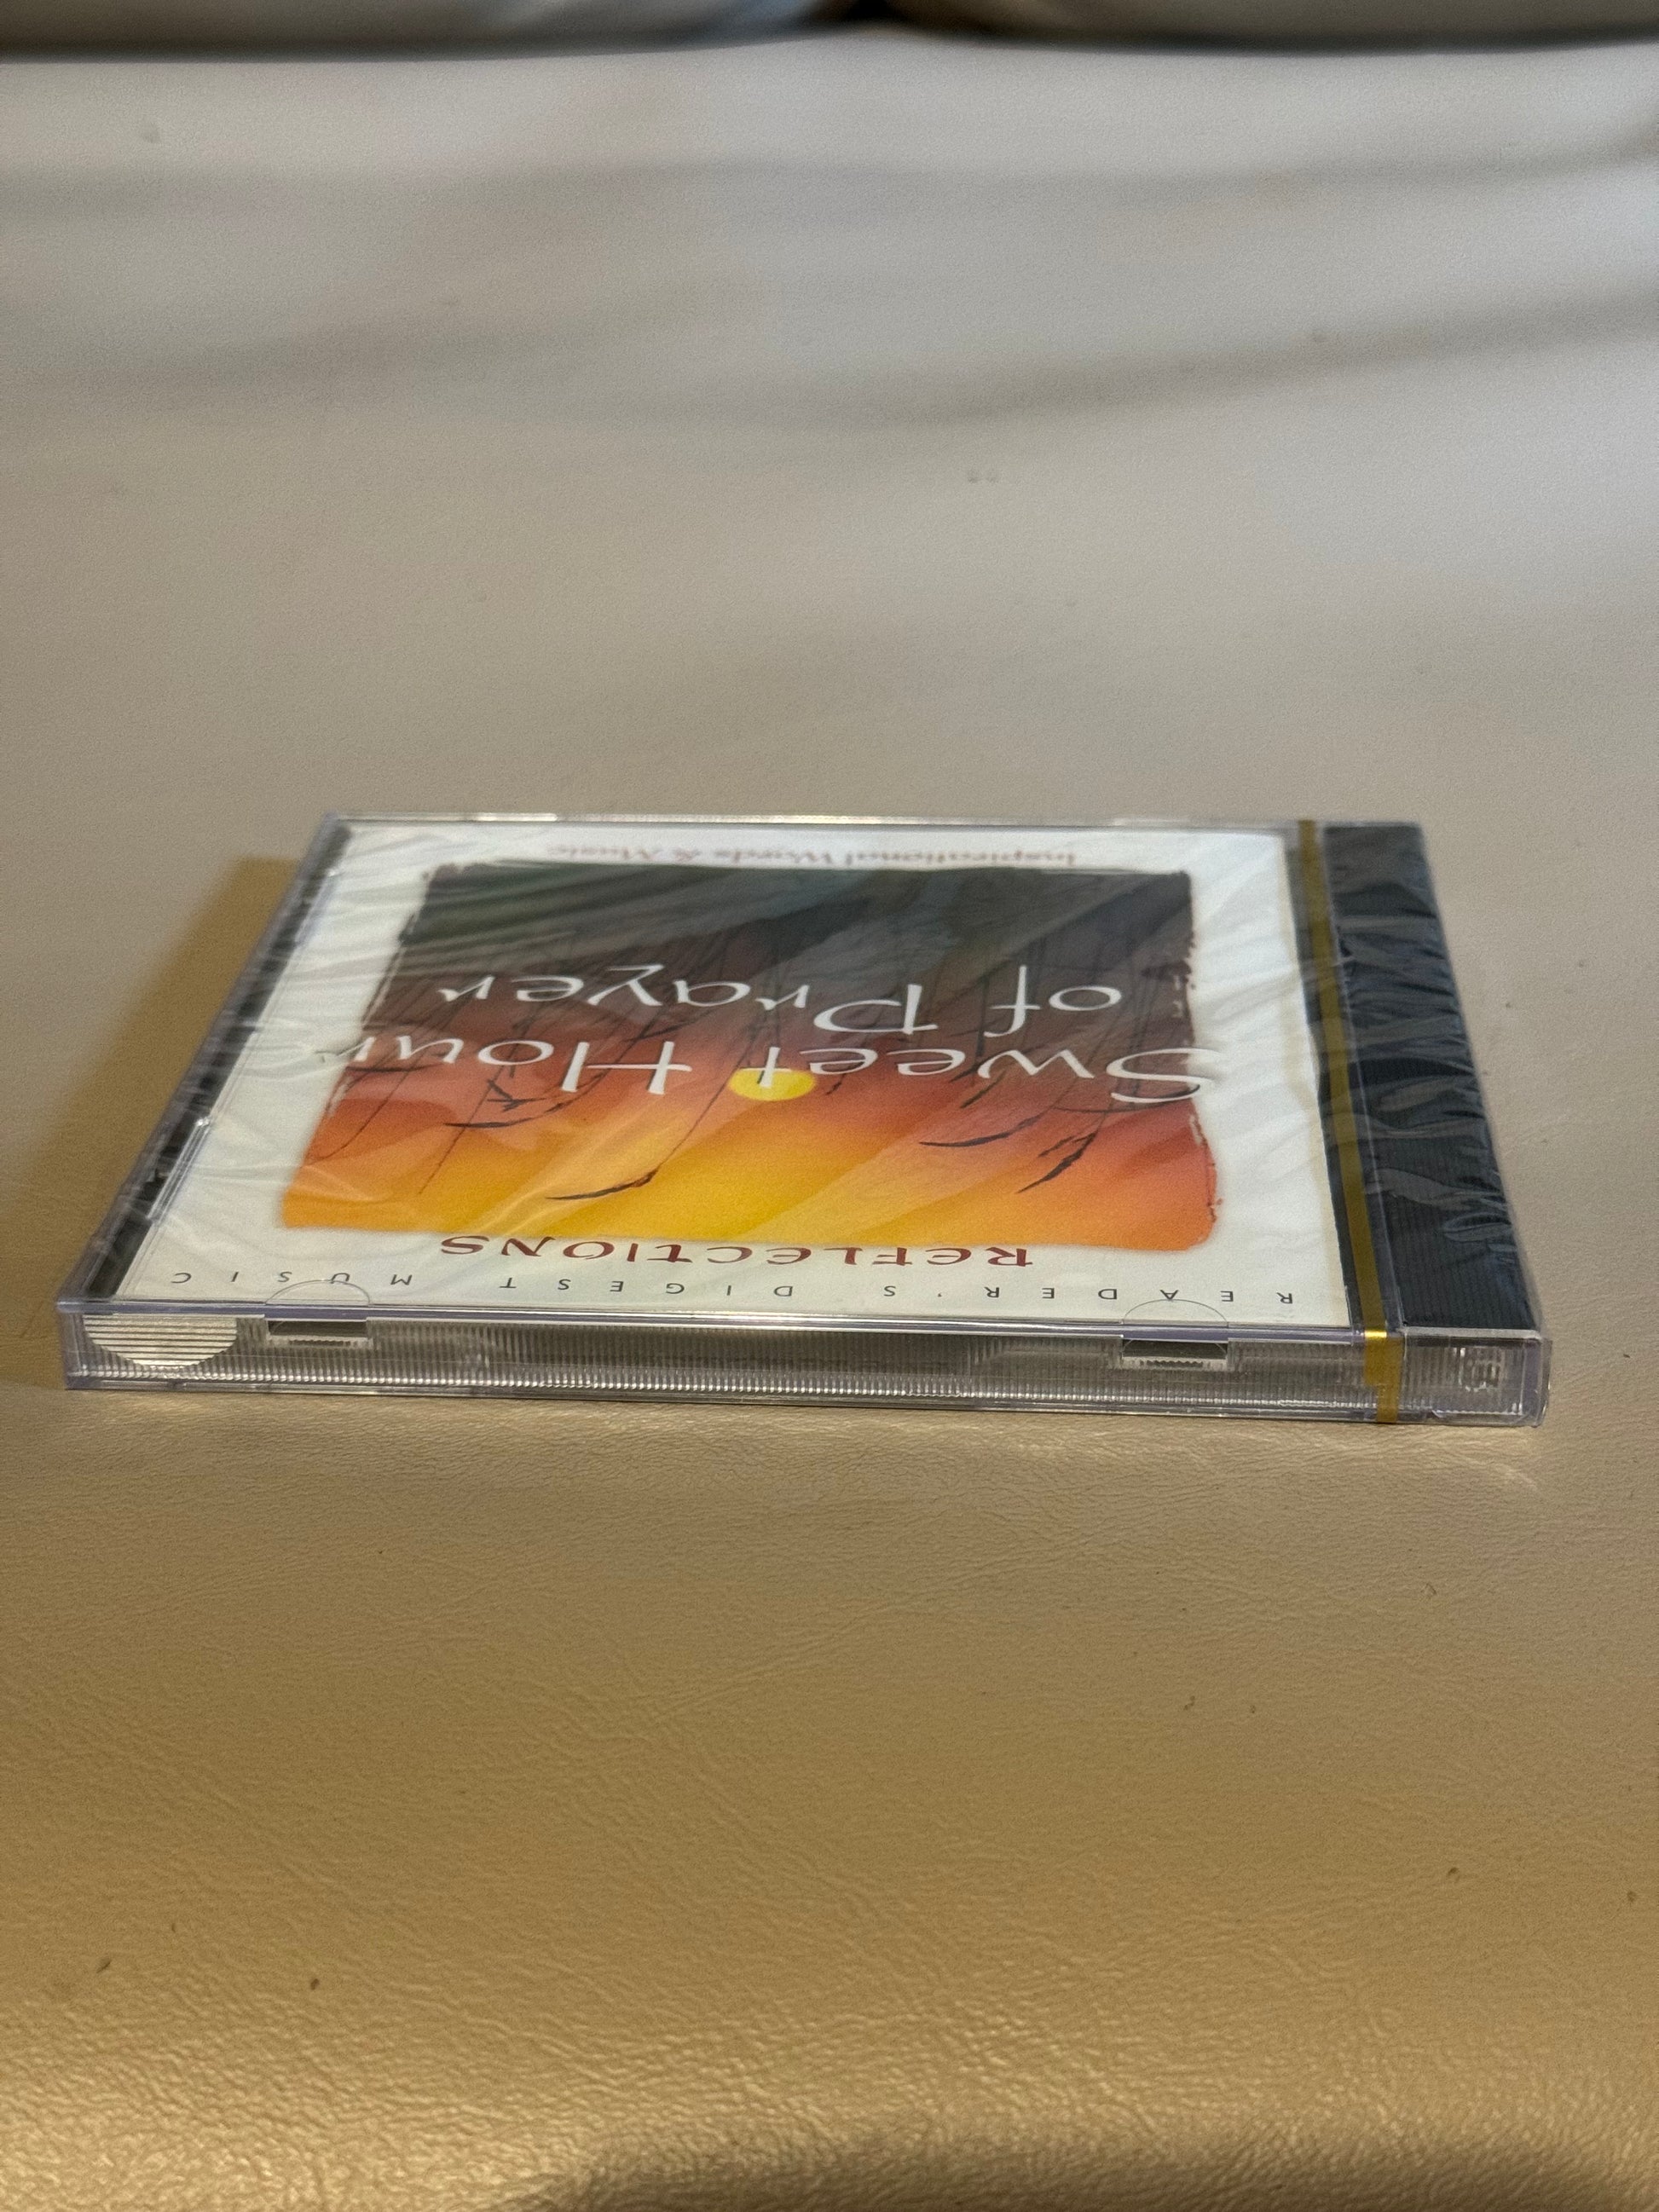 READER'S DIGEST MUSIC
REFLECTIONS
Sweet Hour
of Prayer
Inspirational Words & Music